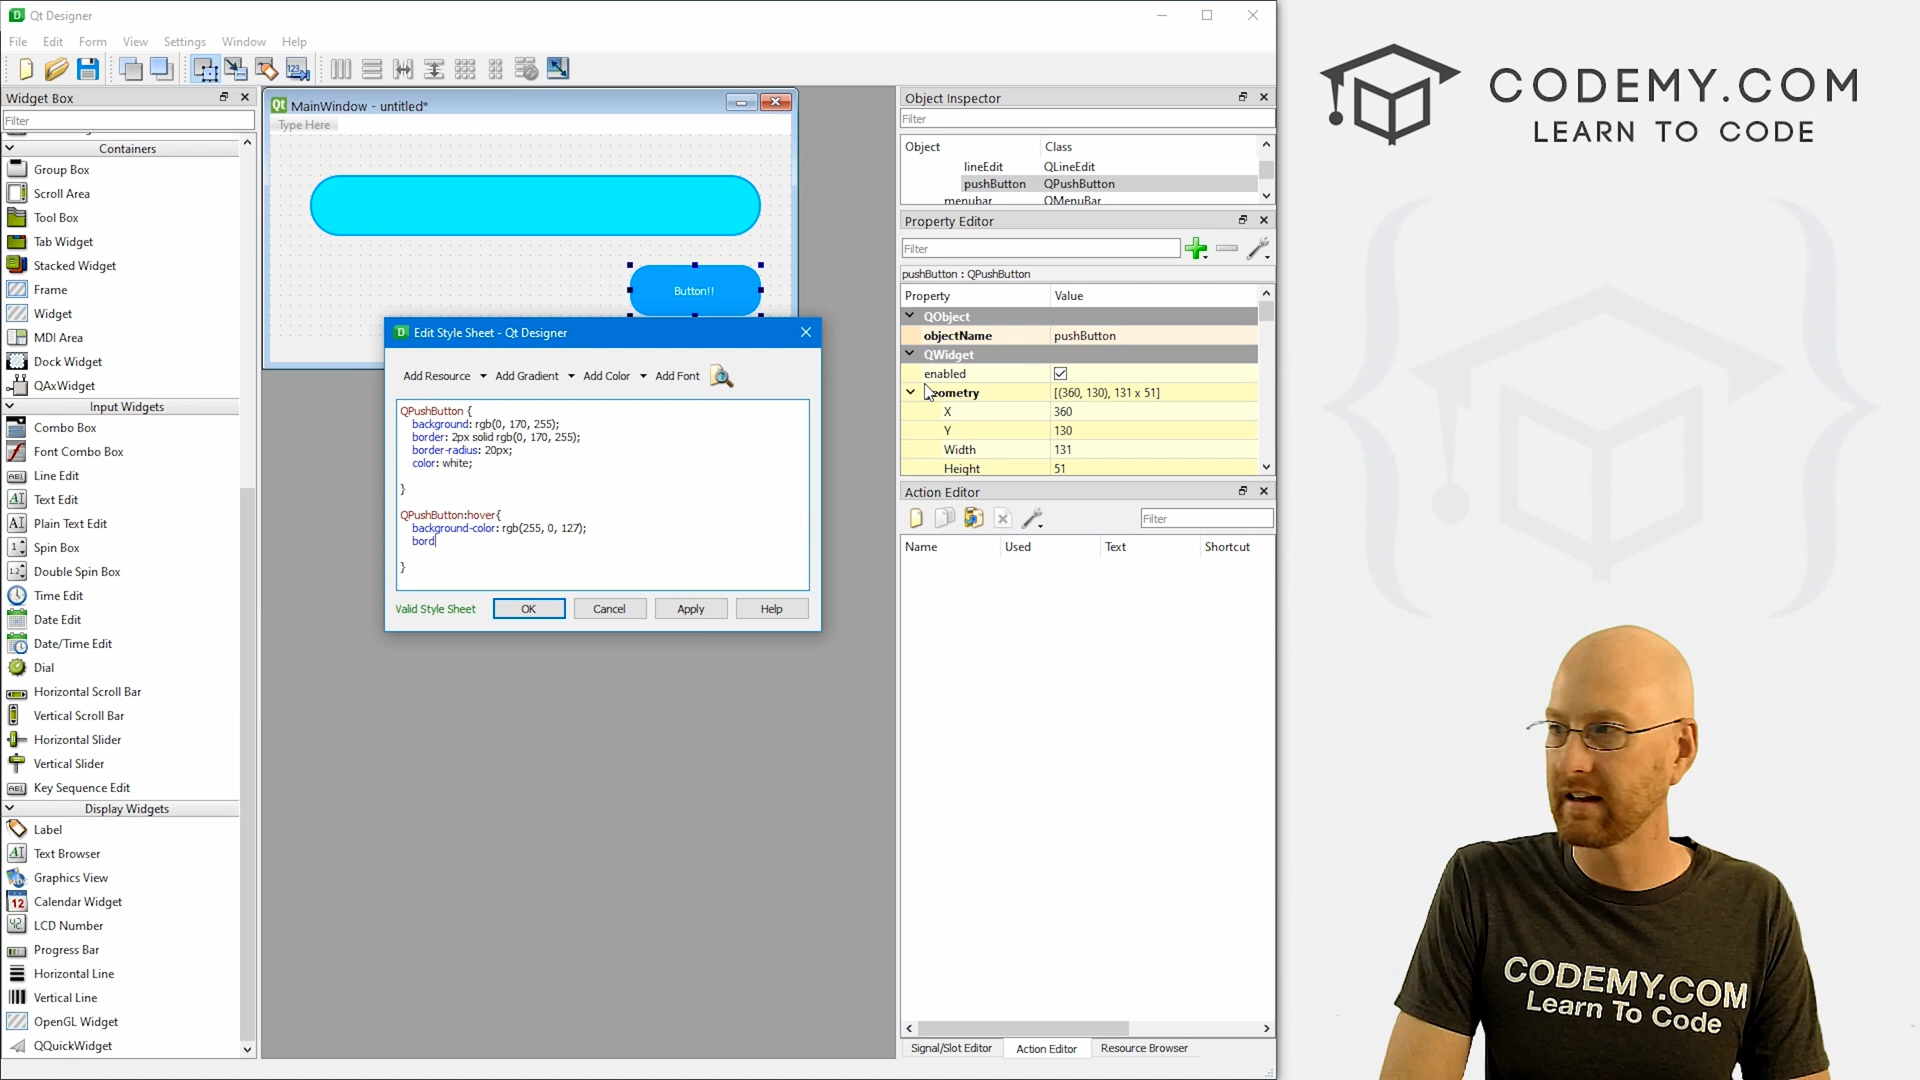 Qt Designer
File Edit Form View Settings Window Help
Widget Box
Filter
Containers
Group Box
Scroll Area
Tool Box
Tab Widget
Stacked Widget
Frame
Widget
MDI Area
Dock Widget
QAxWidget
Input Widgets
Combo Box
Font Combo Box
Line Edit
Text Edit
Plain Text Edit
Spin Box
Double Spin Box
Time Edit
Date Edit
Date/Time Edit
Dial
Horizontal Scroll Bar
Vertical Scroll Bar
Horizontal Slider
Vertical Slider
Key Sequence Edit
Display Widgets
Label
Text Browser
Graphics View
Calendar Widget
LCD Number
Progress Bar
Horizontal Line
Vertical Line
OpenGL Widget
QQuickWidget
MainWindow - untitled*
Type Here
Button!!
Edit Style Sheet - Qt Designer
Add Resource Add Gradient Add Color Add Font
QPushButton {
background: rgb(0, 170, 255);
border: 2px solid rgb(0, 170, 255);
border-radius: 20px;
color: white;
}
QPushButton:hover{
background-color: rgb(255, 0, 127);
bord
}
Valid Style Sheet OK Cancel Apply Help
Object Inspector
Filter
Object Class
lineEdit QLineEdit
pushButton QPushButton
menubar QMenuBar
Property Editor
Filter
pushButton : QPushButton
Property Value
QObject
objectName pushButton
QWidget
enabled
eometry [(360, 130), 131 x 51]
X 360
Y 130
Width 131
Height 51
Action Editor
Filter
Name Used Text Shortcut
Signal/Slot Editor Action Editor Resource Browser
CODEMY.COM
LEARN TO CODE
CODEMY.COM
Learn To Code